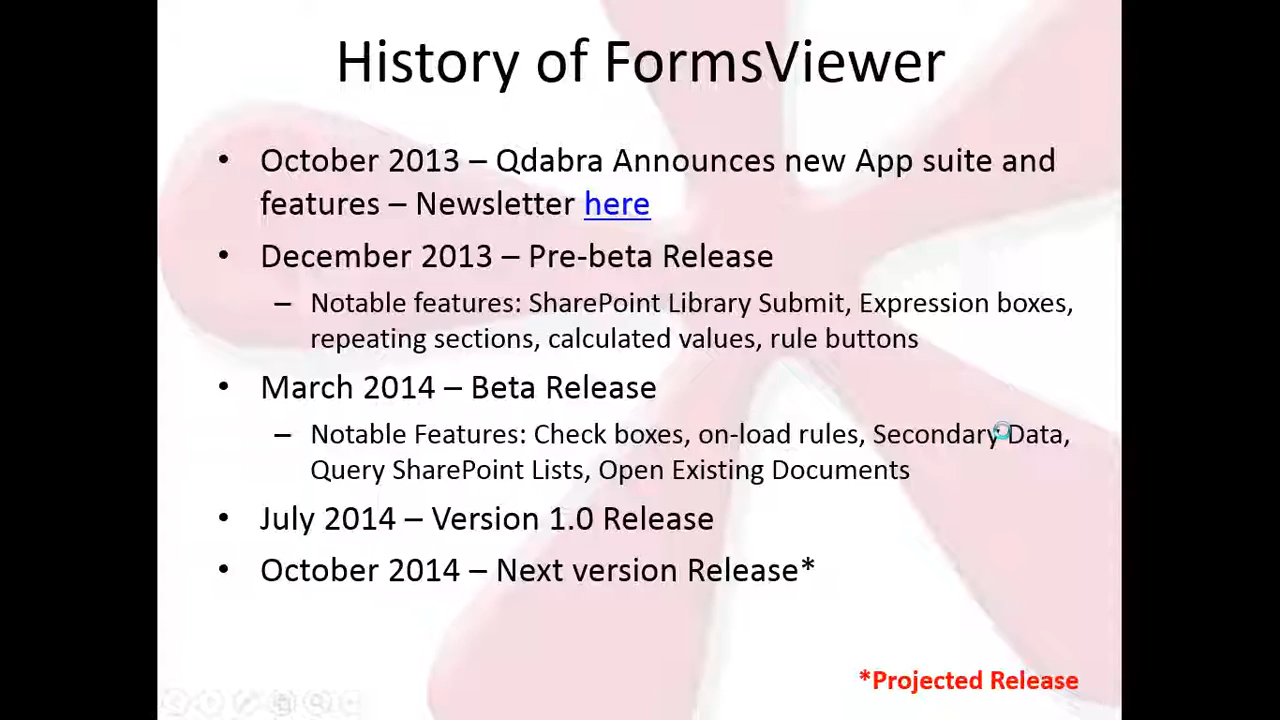 History of FormsViewer
• October 2013 – Qdabra Announces new App suite and
features – Newsletter here
• December 2013 – Pre-beta Release
– Notable features: SharePoint Library Submit, Expression boxes,
repeating sections, calculated values, rule buttons
• March 2014 – Beta Release
– Notable Features: Check boxes, on-load rules, Secondary Data,
Query SharePoint Lists, Open Existing Documents
• July 2014 – Version 1.0 Release
• October 2014 – Next version Release*
*Projected Release